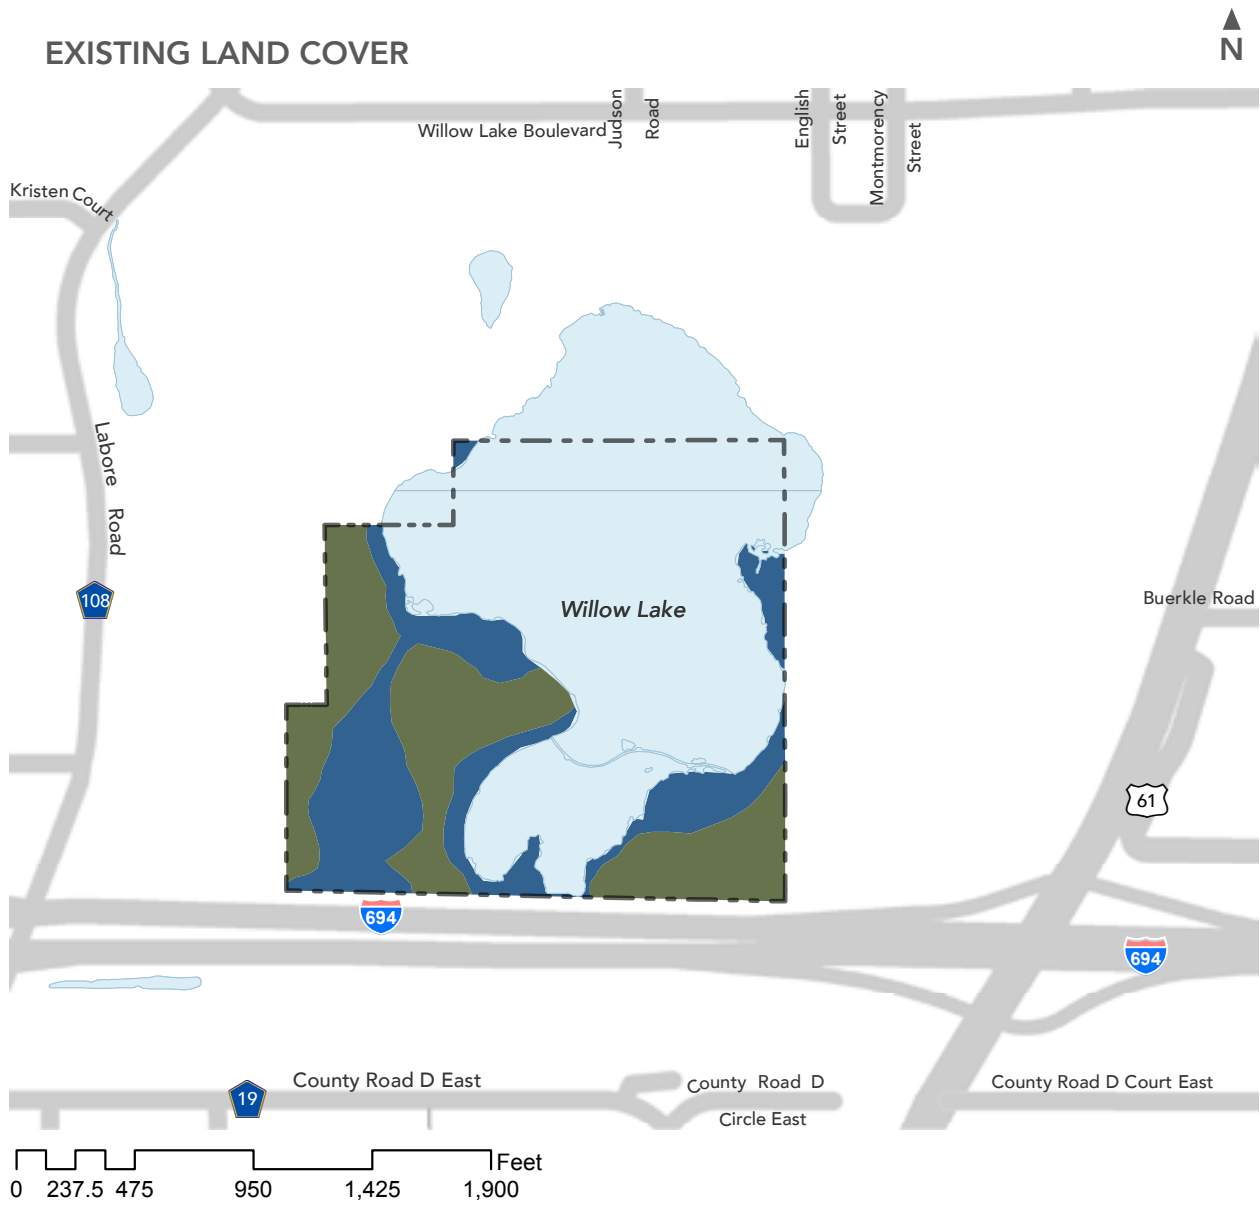 N
EXISTING LAND COVER
Willow Lake Boulevard
Judson
Road
English
Street
Montmorency
Street
Kristen Court
Labore Road
108
Willow Lake
Buerkle Road
61
694
694
County Road D East
19
County Road D
Circle East
County Road D Court East
Feet
0 237.5 475 950 1,425 1,900